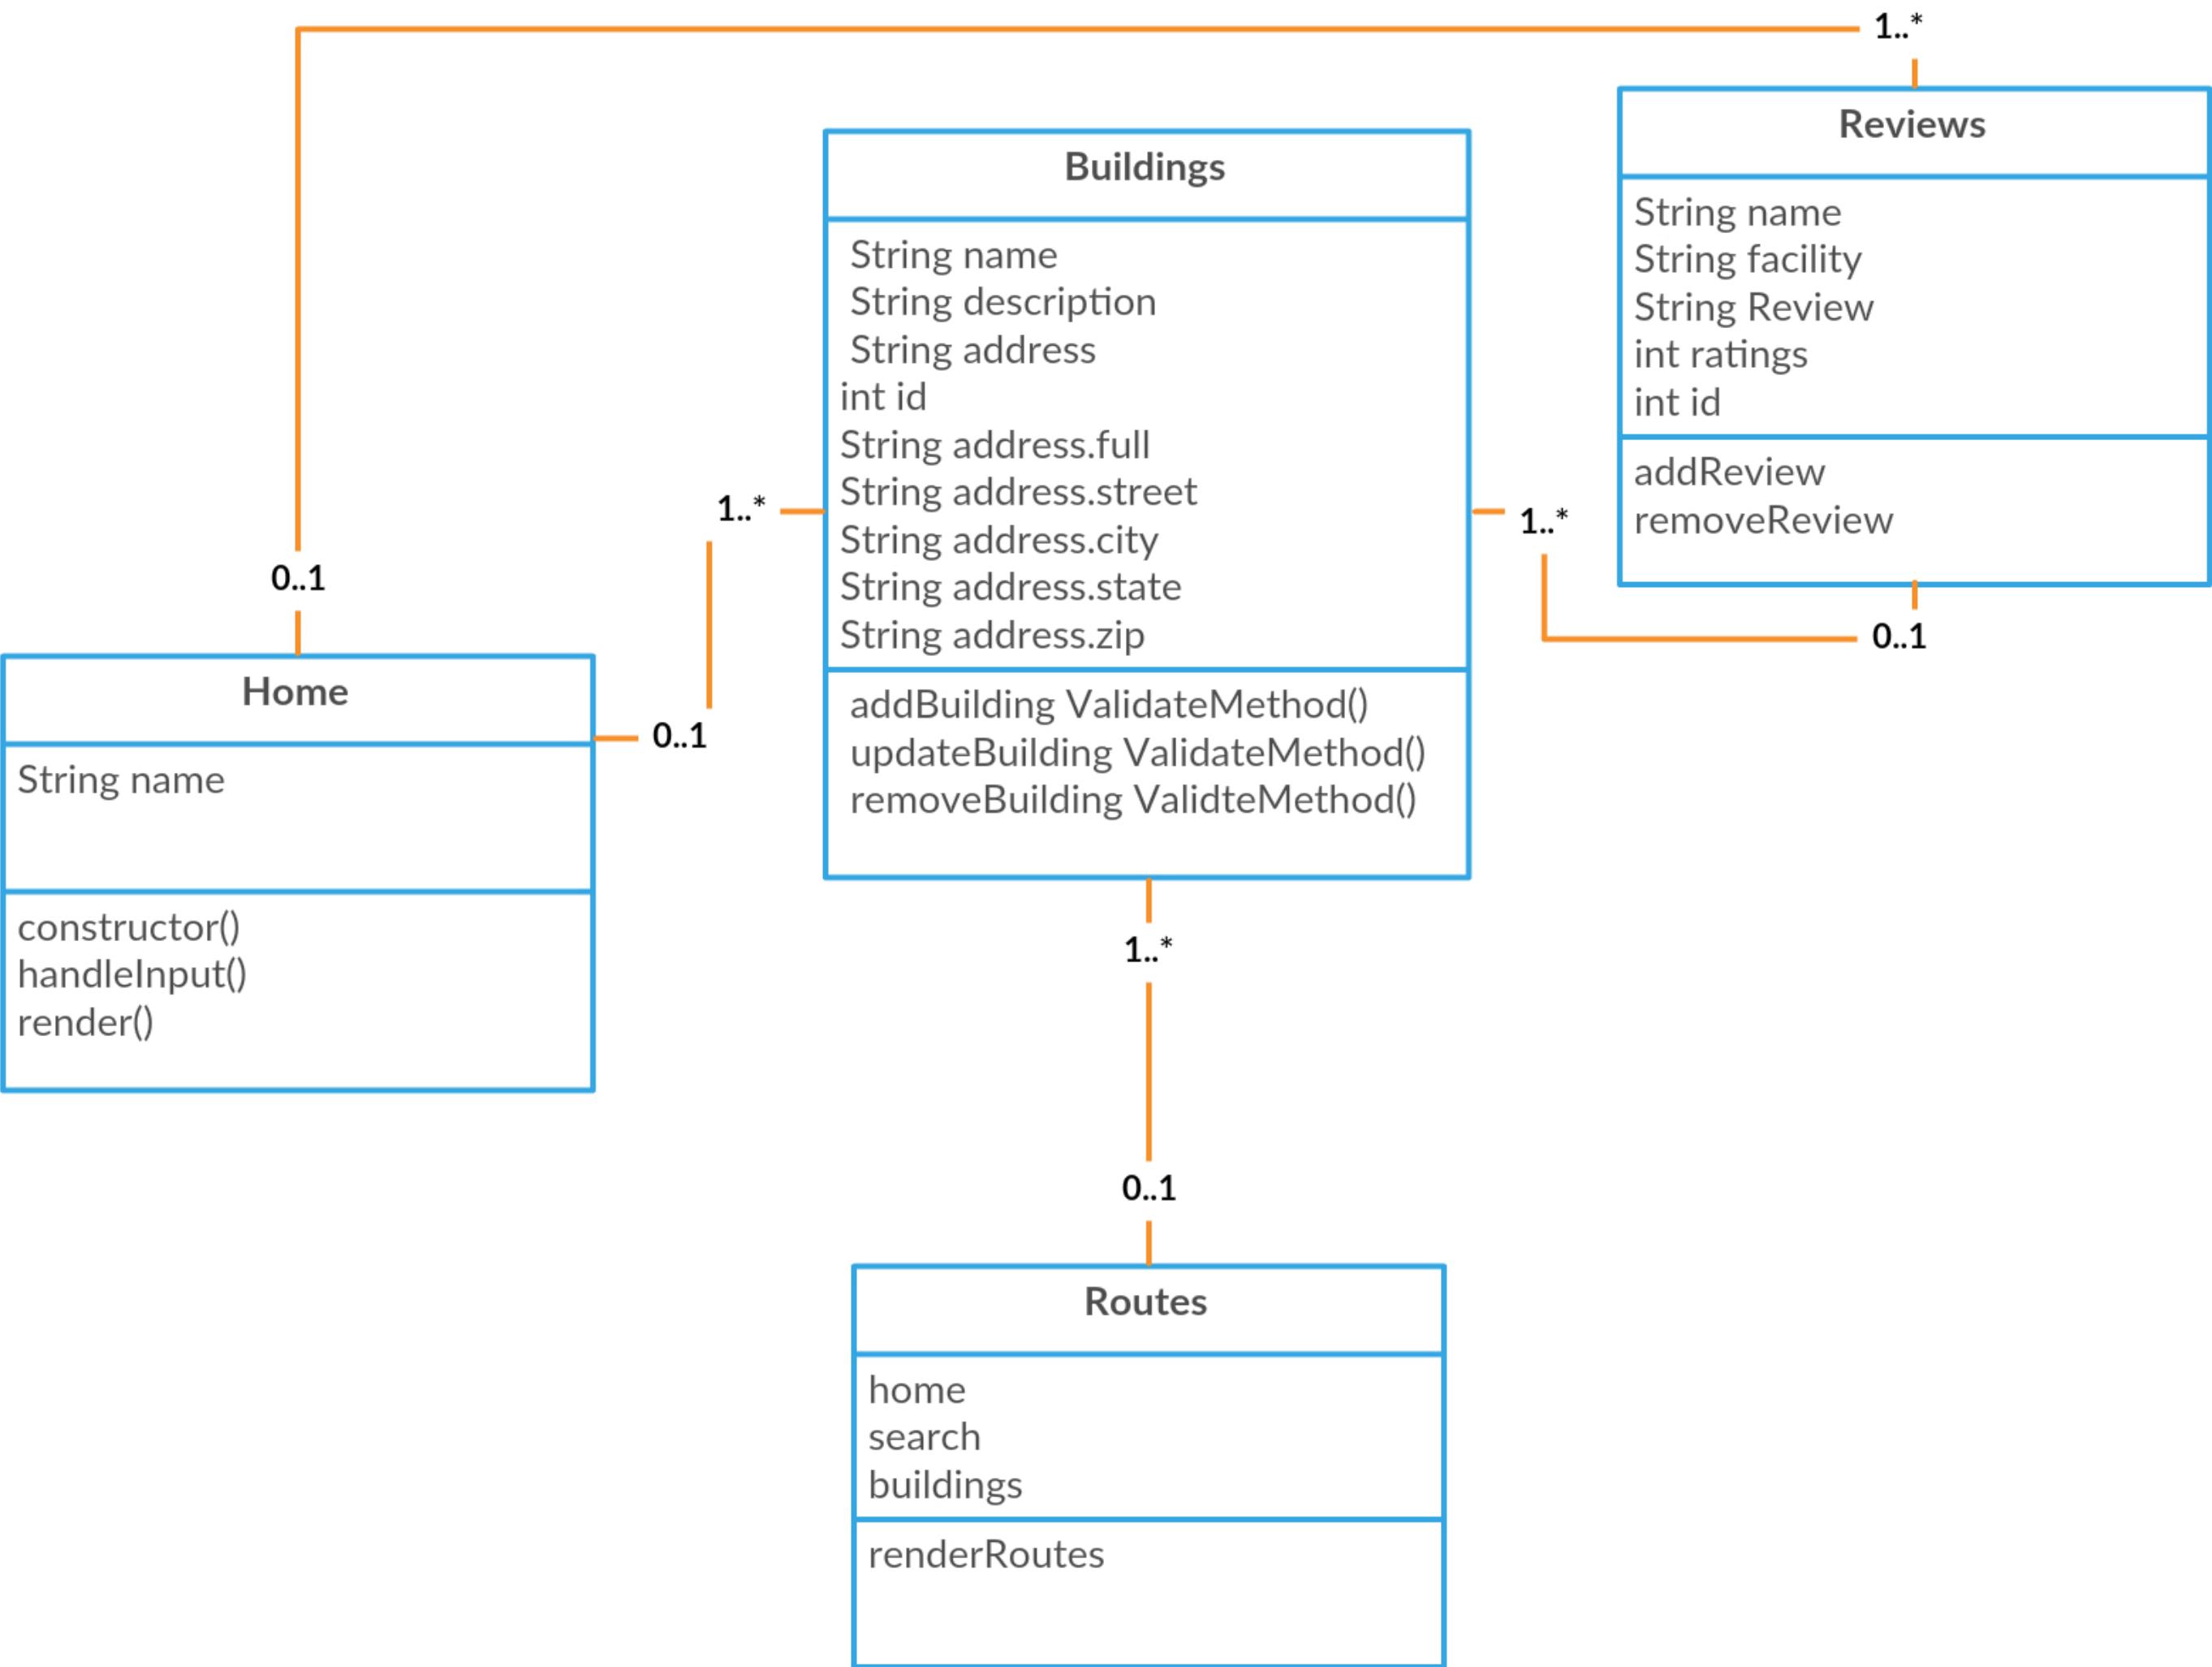 1..*
Reviews
String name
String facility
String Review
int ratings
int id
addReview
removeReview
Buildings
String name
String description
String address
int id
String address.full
String address.street
String address.city
String address.state
String address.zip
addBuilding ValidateMethod()
updateBuilding ValidateMethod()
removeBuilding ValidteMethod()
1..*
1..*
0..1
0..1
0..1
Home
String name
constructor()
handleInput()
render()
1..*
0..1
Routes
home
search
buildings
renderRoutes